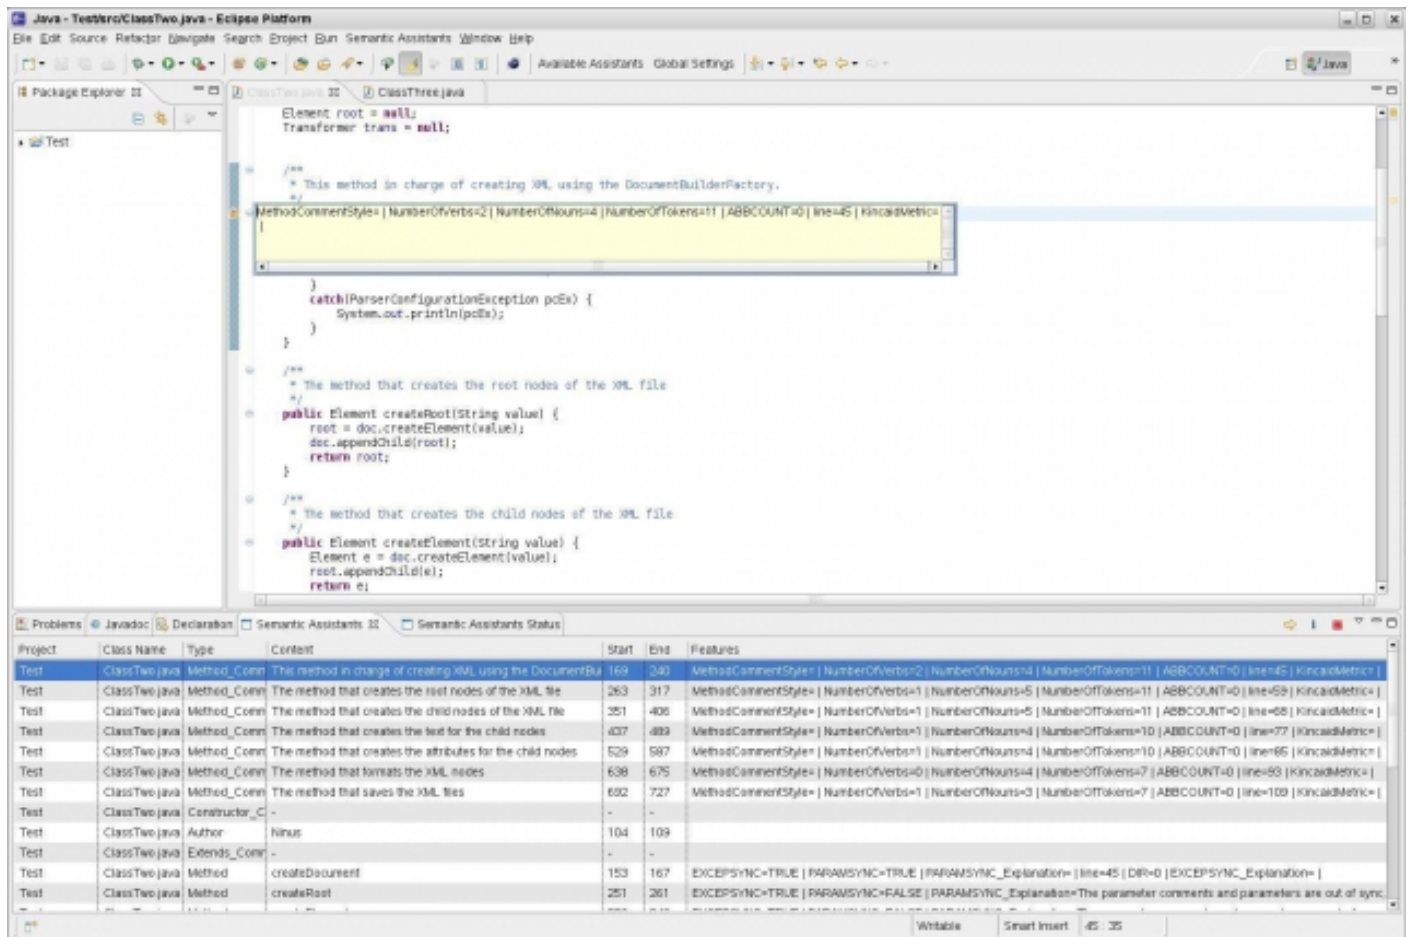 Java - Test/src/ClassTwo.java - Eclipse Platform
File Edit Source Refactor Navigate Search Project Run Semantic Assistants Window Help
Available Assistants Global Settings Java
Package Explorer ClassTwo.java ClassThree.java
Test
Element root = null;
Transformer trans = null;
/**
* This method in charge of creating XML using the DocumentBuilderFactory.
*/
MethodCommentStyle= | NumberOfVerbs=2 | NumberOfNouns=4 | NumberOfTokens=11 | ABBCOUNT=0 | line=45 | KincaidMetric=
|
}
catch(ParserConfigurationException pcEx) {
System.out.println(pcEx);
}
}
/**
* The method that creates the root nodes of the XML file
*/
public Element createRoot(String value) {
root = doc.createElement(value);
doc.appendChild(root);
return root;
}
/**
* The method that creates the child nodes of the XML file
*/
public Element createElement(String value) {
Element e = doc.createElement(value);
root.appendChild(e);
return e;
Problems Javadoc Declaration Semantic Assistants Semantic Assistants Status
Project Class Name Type Content Start End Features
Test ClassTwo.java Method_Comm This method in charge of creating XML using the DocumentBui 169 240 MethodCommentStyle= | NumberOfVerbs=2 | NumberOfNouns=4 | NumberOfTokens=11 | ABBCOUNT=0 | line=45 | KincaidMetric= |
Test ClassTwo.java Method_Comm The method that creates the root nodes of the XML file 263 317 MethodCommentStyle= | NumberOfVerbs=1 | NumberOfNouns=5 | NumberOfTokens=11 | ABBCOUNT=0 | line=59 | KincaidMetric= |
Test ClassTwo.java Method_Comm The method that creates the child nodes of the XML file 351 406 MethodCommentStyle= | NumberOfVerbs=1 | NumberOfNouns=5 | NumberOfTokens=11 | ABBCOUNT=0 | line=68 | KincaidMetric= |
Test ClassTwo.java Method_Comm The method that creates the text for the child nodes 437 489 MethodCommentStyle= | NumberOfVerbs=1 | NumberOfNouns=4 | NumberOfTokens=10 | ABBCOUNT=0 | line=77 | KincaidMetric= |
Test ClassTwo.java Method_Comm The method that creates the attributes for the child nodes 529 587 MethodCommentStyle= | NumberOfVerbs=1 | NumberOfNouns=4 | NumberOfTokens=10 | ABBCOUNT=0 | line=85 | KincaidMetric= |
Test ClassTwo.java Method_Comm The method that formats the XML nodes 638 675 MethodCommentStyle= | NumberOfVerbs=0 | NumberOfNouns=4 | NumberOfTokens=7 | ABBCOUNT=0 | line=93 | KincaidMetric= |
Test ClassTwo.java Method_Comm The method that saves the XML files 692 727 MethodCommentStyle= | NumberOfVerbs=1 | NumberOfNouns=3 | NumberOfTokens=7 | ABBCOUNT=0 | line=109 | KincaidMetric= |
Test ClassTwo.java Constructor_C - - -
Test ClassTwo.java Author Ninus 104 109
Test ClassTwo.java Extends_Comm - - -
Test ClassTwo.java Method createDocument 153 167 EXCEPSYNC=TRUE | PARAMSYNC=TRUE | PARAMSYNC_Explanation= | line=45 | DIR=0 | EXCEPSYNC_Explanation= |
Test ClassTwo.java Method createRoot 251 261 EXCEPSYNC=TRUE | PARAMSYNC=FALSE | PARAMSYNC_Explanation=The parameter comments and parameters are out of sync.
Writable Smart Insert 45 : 35